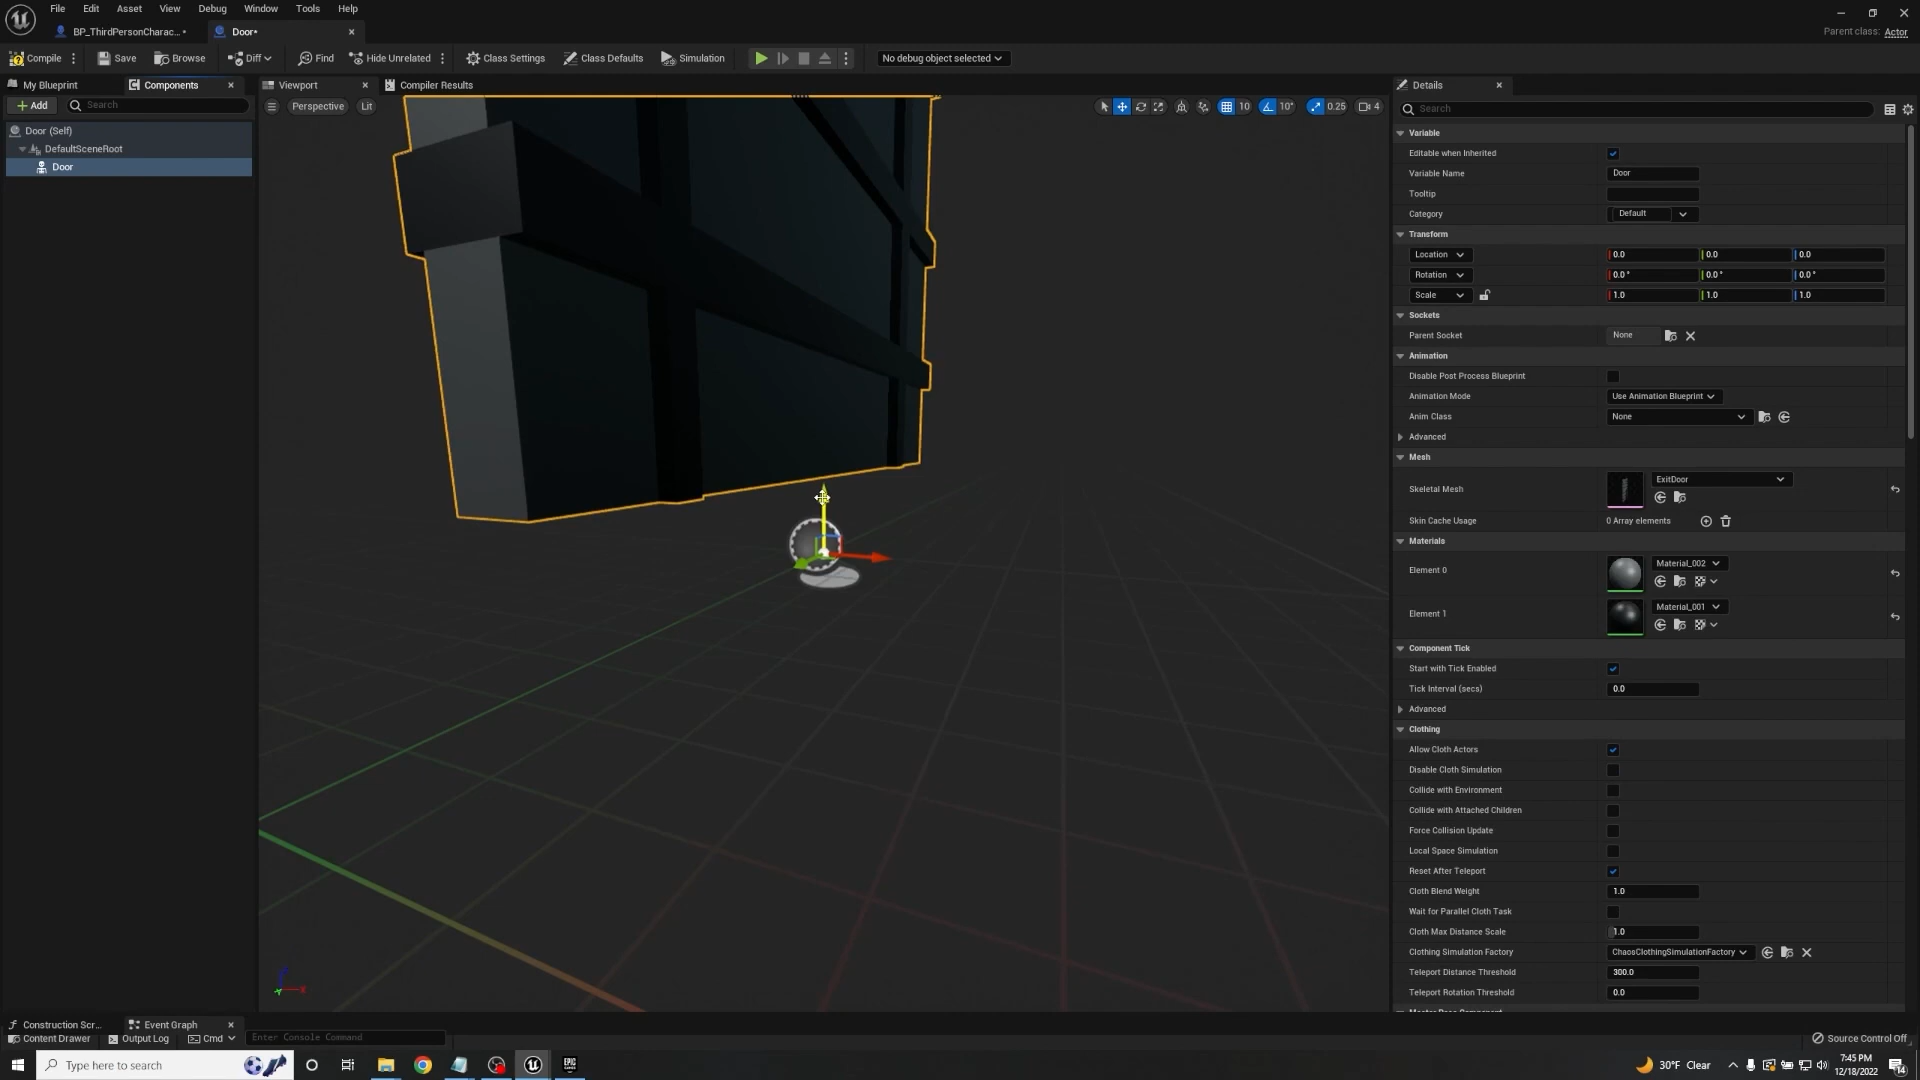 File Edit Asset View Debug Window Tools Help
BP_ThirdPersonCharac...* Door*
Parent class: Actor
Compile Save Browse Diff Find Hide Unrelated Class Settings Class Defaults Simulation No debug object selected
My Blueprint Components Viewport Compiler Results Details
Add Search Perspective Lit 10 10° 0.25 4 Search
Door (Self)
DefaultSceneRoot
Door
Variable
Editable when Inherited
Variable Name Door
Tooltip
Category Default
Transform
Location 0.0 0.0 0.0
Rotation 0.0° 0.0° 0.0°
Scale 1.0 1.0 1.0
Sockets
Parent Socket None
Animation
Disable Post Process Blueprint
Animation Mode Use Animation Blueprint
Anim Class None
Advanced
Mesh
Skeletal Mesh ExitDoor
Skin Cache Usage 0 Array elements
Materials
Element 0 Material_002
Element 1 Material_001
Component Tick
Start with Tick Enabled
Tick Interval (secs) 0.0
Advanced
Clothing
Allow Cloth Actors
Disable Cloth Simulation
Collide with Environment
Collide with Attached Children
Force Collision Update
Local Space Simulation
Reset After Teleport
Cloth Blend Weight 1.0
Wait for Parallel Cloth Task
Cloth Max Distance Scale 1.0
Clothing Simulation Factory ChaosClothingSimulationFactory
Teleport Distance Threshold 300.0
Teleport Rotation Threshold 0.0
Construction Scr... Event Graph
Content Drawer Output Log Cmd Enter Console Command Source Control Off
Type here to search 30°F Clear 7:45 PM
12/18/2022